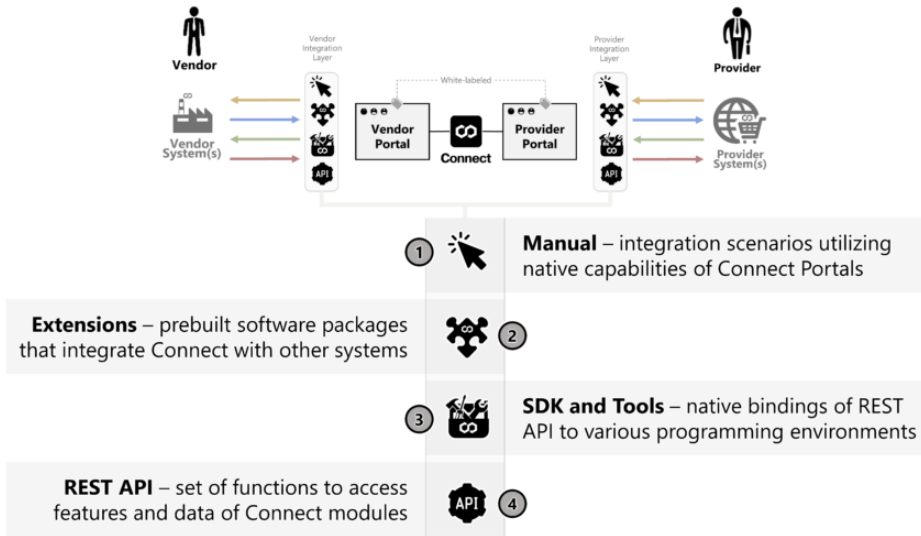 Vendor
Provider
Vendor
Integration
Layer
Provider
Integration
Layer
White-labeled
Vendor
Portal
Provider
Portal
Connect
Vendor
System(s)
Provider
System(s)
API
API
1
Manual – integration scenarios utilizing
native capabilities of Connect Portals
Extensions – prebuilt software packages
that integrate Connect with other systems
2
3
SDK and Tools – native bindings of REST
API to various programming environments
REST API – set of functions to access
features and data of Connect modules
API
4